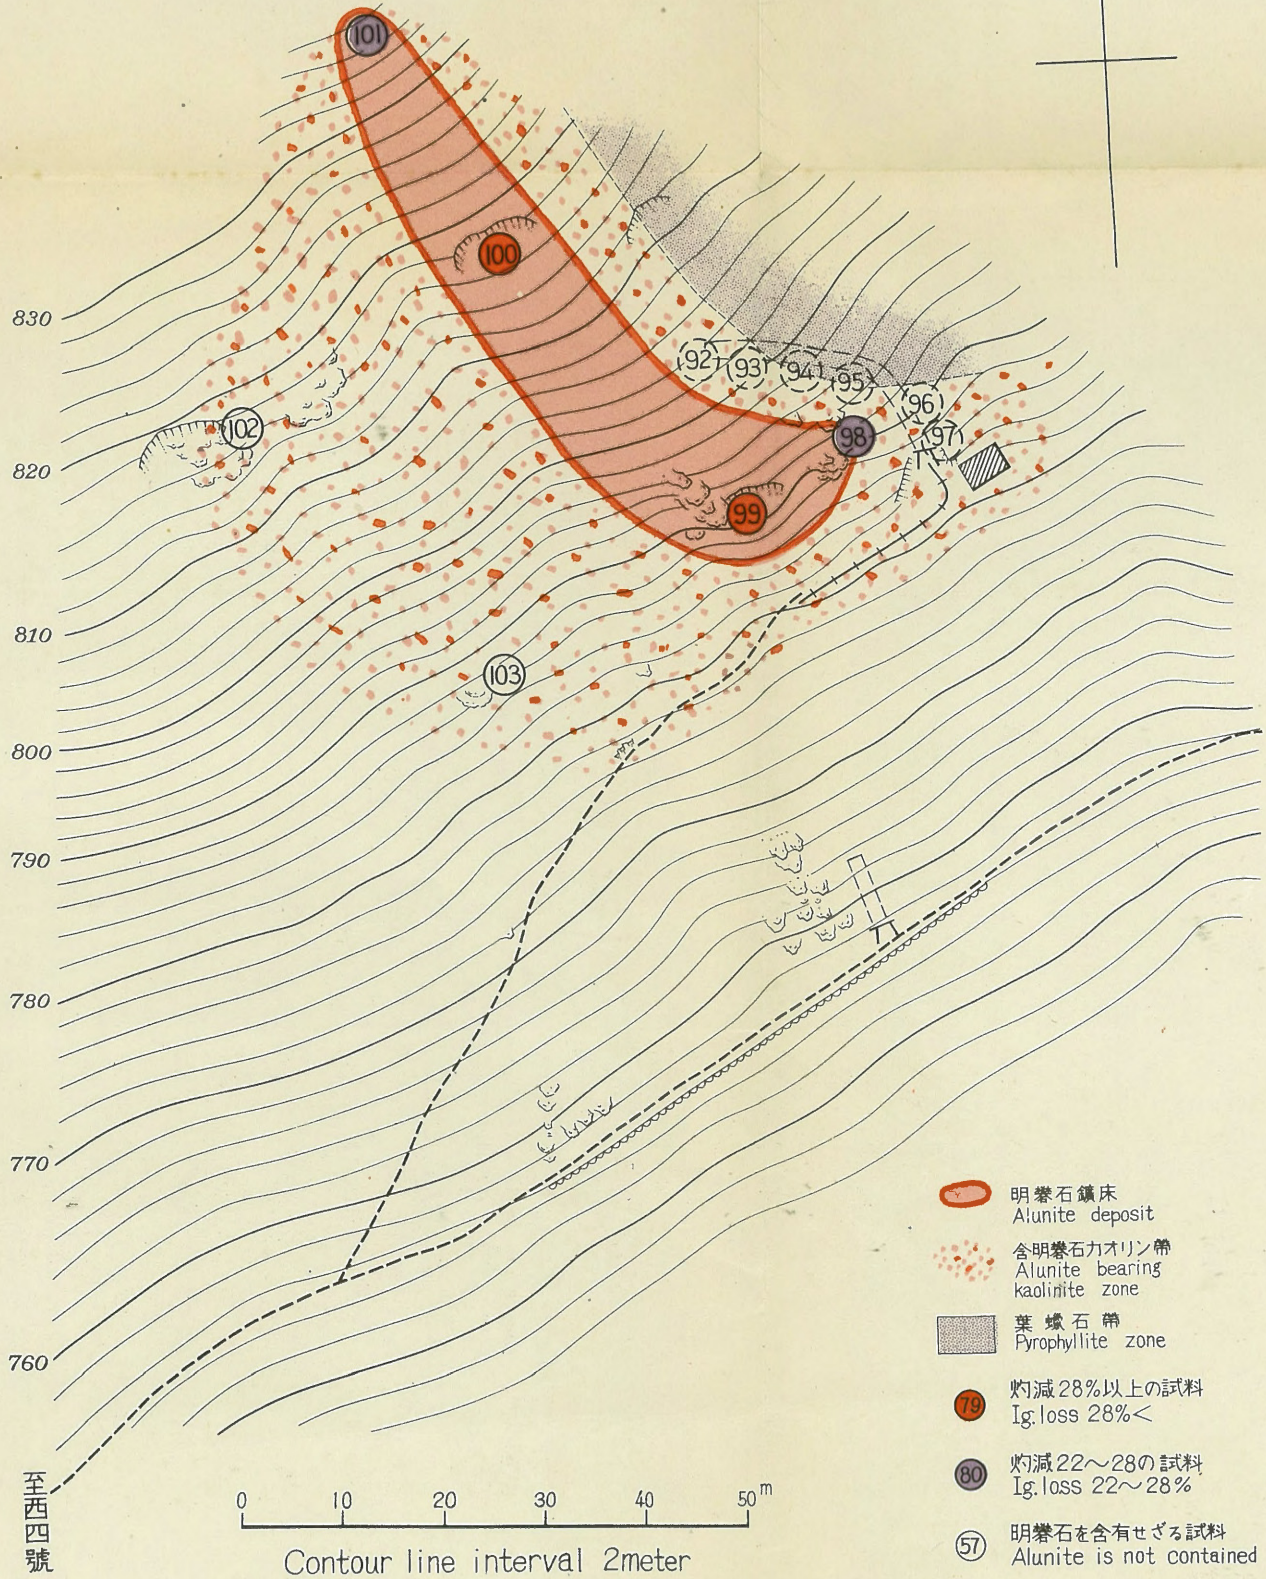 101
100
92
93
94
95
96
97
98
99
102
103
830
820
810
800
790
780
770
760
至西四號
明礬石鑛床
Alunite deposit
含明礬石カオリン帶
Alunite bearing
kaolinite zone
葉蠟石帶
Pyrophyllite zone
79
灼減28%以上の試料
Ig.loss 28%<
80
灼減22〜28の試料
Ig.loss 22〜28%
57
明礬石を含有せざる試料
Alunite is not contained
0 10 20 30 40 50 m
Contour line interval 2meter